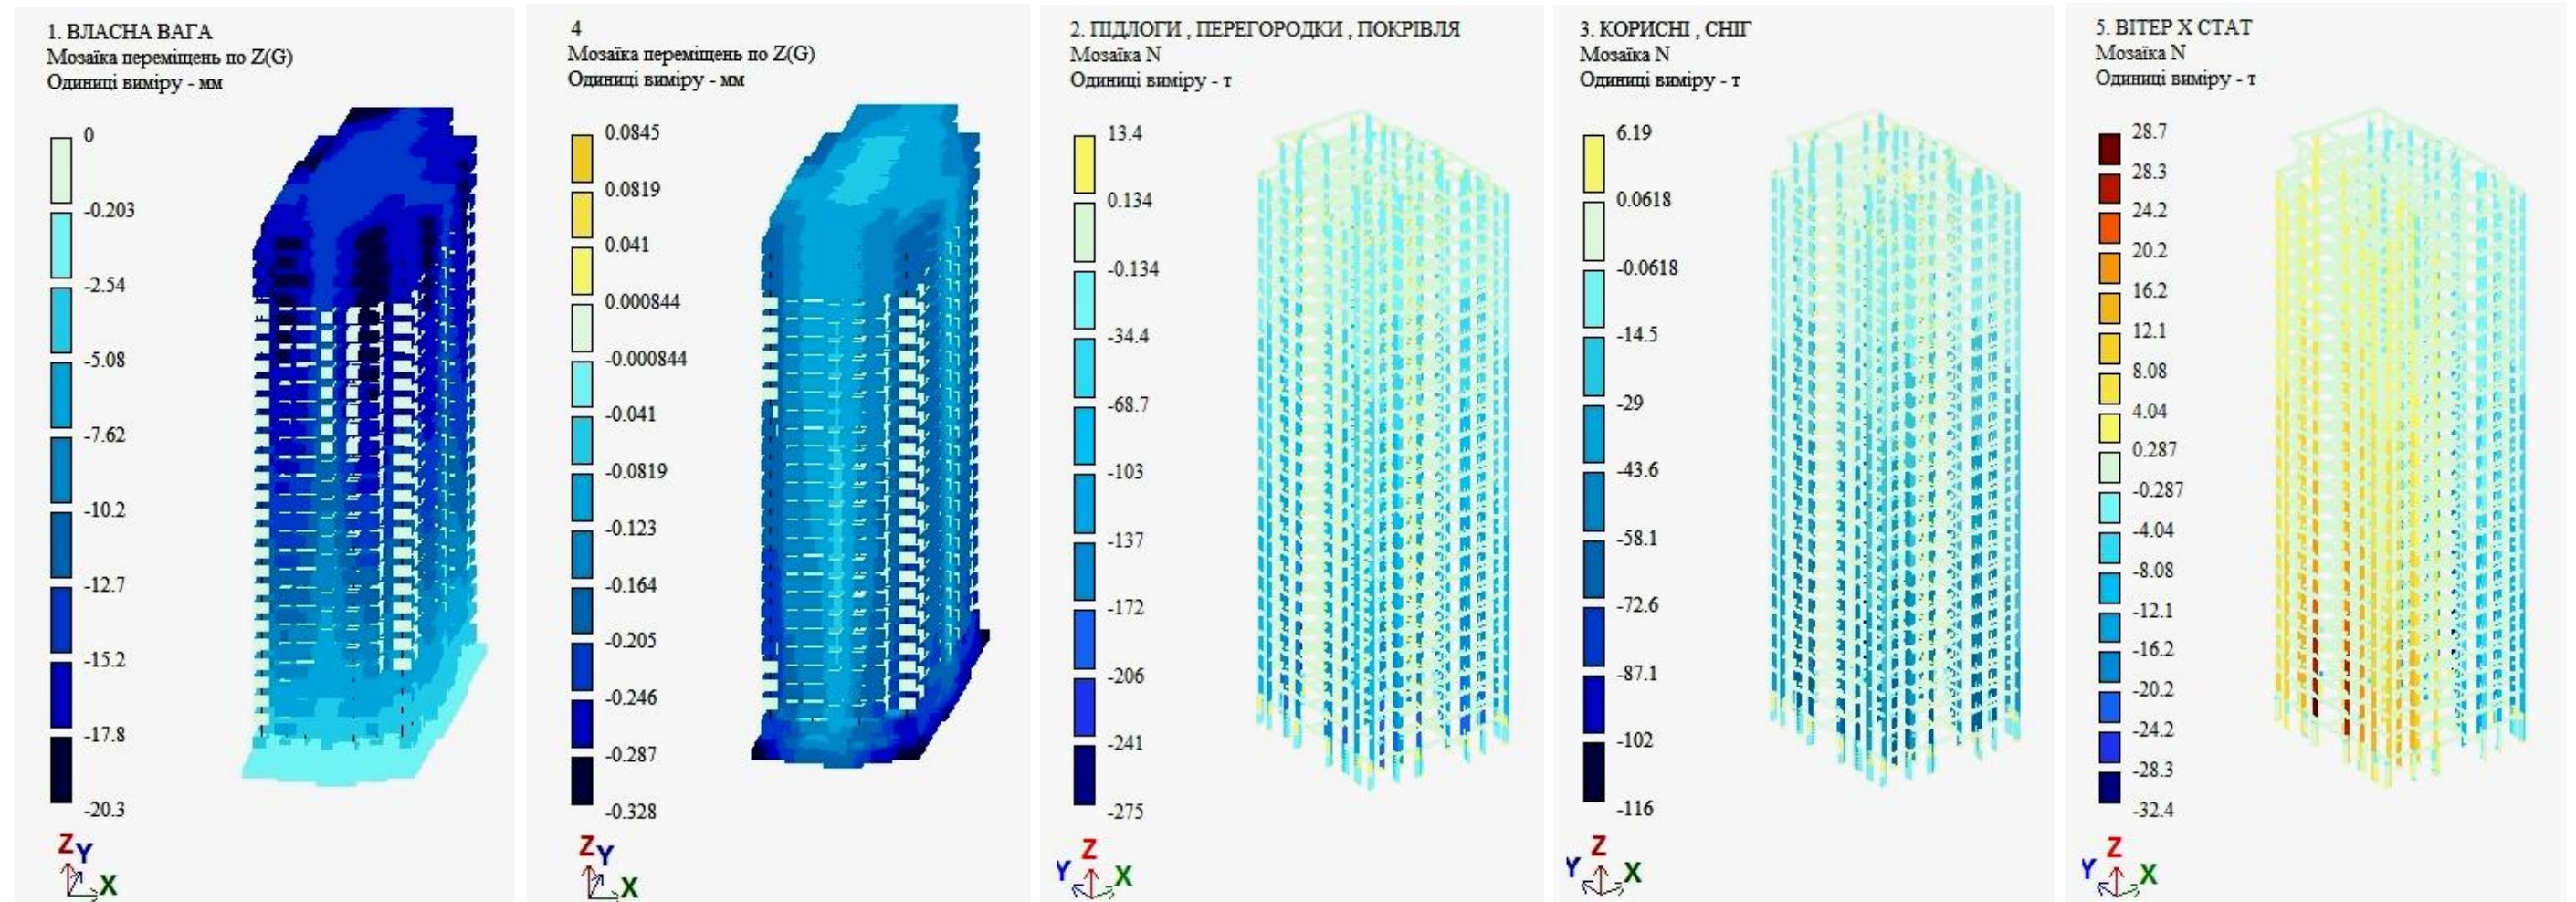 1. ВЛАСНА ВАГА
Мозаїка переміщень по Z(G)
Одиниці виміру - мм
0
-0.203
-2.54
-5.08
-7.62
-10.2
-12.7
-15.2
-17.8
-20.3
Z
Y
X
4
Мозаїка переміщень по Z(G)
Одиниці виміру - мм
0.0845
0.0819
0.041
0.000844
-0.000844
-0.041
-0.0819
-0.123
-0.164
-0.205
-0.246
-0.287
-0.328
Z
Y
X
2. ПІДЛОГИ , ПЕРЕГОРОДКИ , ПОКРІВЛЯ
Мозаїка N
Одиниці виміру - т
13.4
0.134
-0.134
-34.4
-68.7
-103
-137
-172
-206
-241
-275
Z
Y
X
3. КОРИСНІ , СНІГ
Мозаїка N
Одиниці виміру - т
6.19
0.0618
-0.0618
-14.5
-29
-43.6
-58.1
-72.6
-87.1
-102
-116
Z
Y
X
5. ВІТЕР X СТАТ
Мозаїка N
Одиниці виміру - т
28.7
28.3
24.2
20.2
16.2
12.1
8.08
4.04
0.287
-0.287
-4.04
-8.08
-12.1
-16.2
-20.2
-24.2
-28.3
-32.4
Z
Y
X